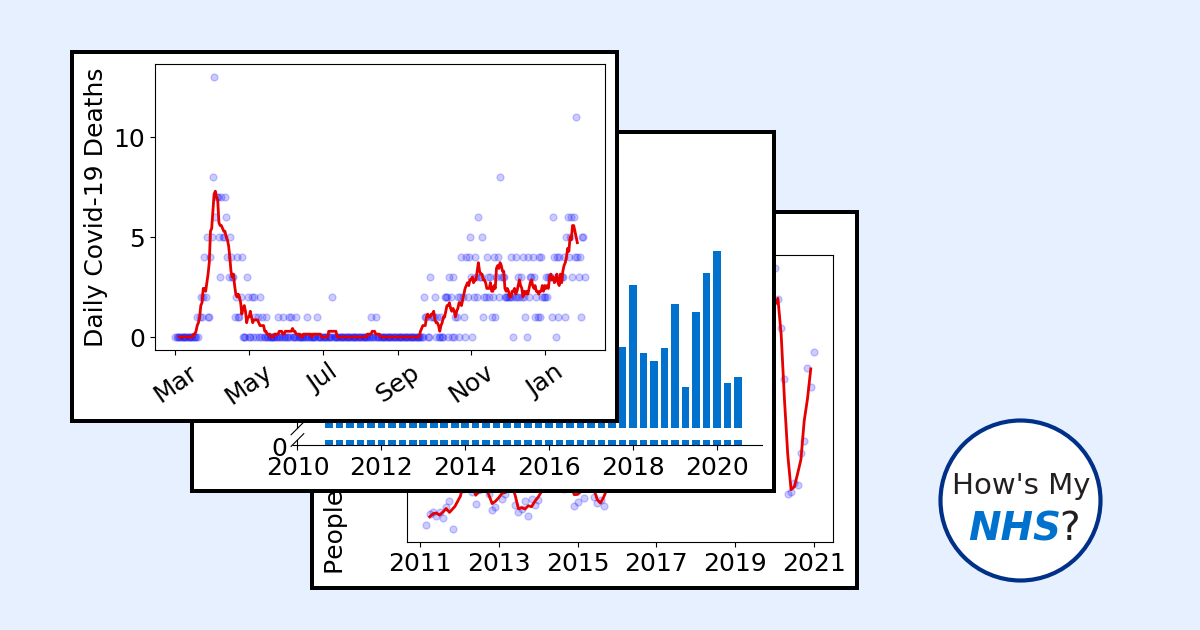 Daily Covid-19 Deaths
10
5
0
Mar May Jul Sep Nov Jan
0
2010 2012 2014 2016 2018 2020
People
2011 2013 2015 2017 2019 2021
How's My
NHS?